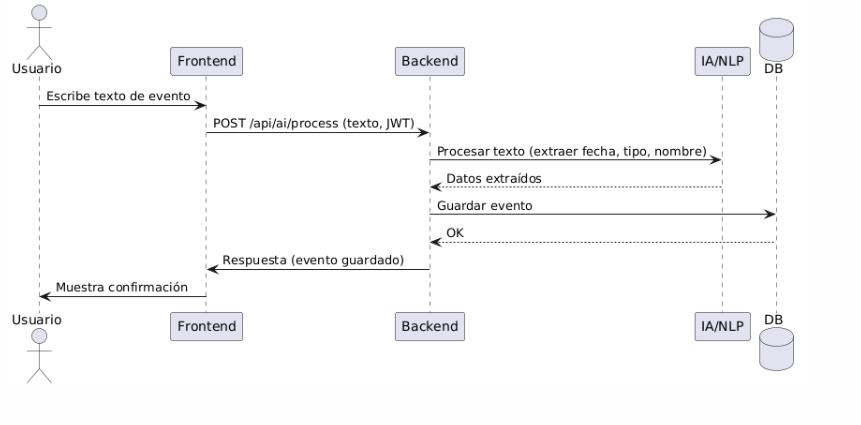 Usuario
Frontend
Backend
IA/NLP
DB
Escribe texto de evento
POST /api/ai/process (texto, JWT)
Procesar texto (extraer fecha, tipo, nombre)
Datos extraídos
Guardar evento
OK
Respuesta (evento guardado)
Muestra confirmación
Usuario
Frontend
Backend
IA/NLP
DB